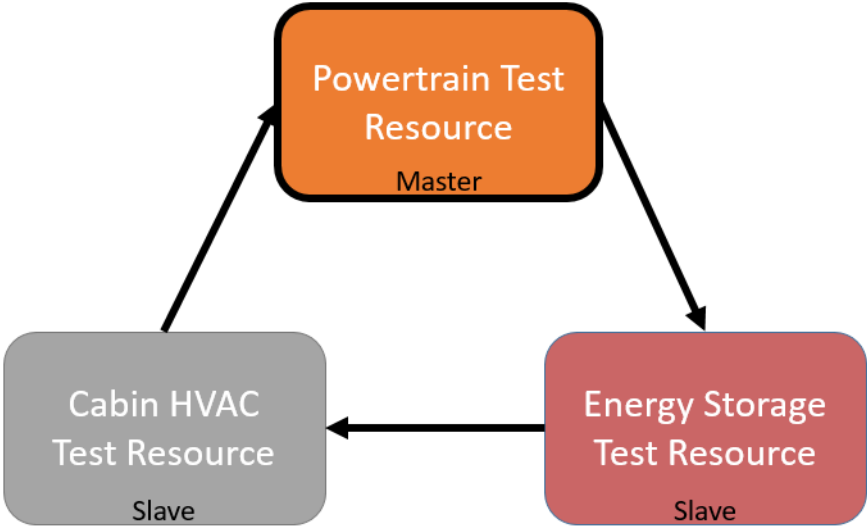 Powertrain Test
Resource
Master
Cabin HVAC
Test Resource
Slave
Energy Storage
Test Resource
Slave